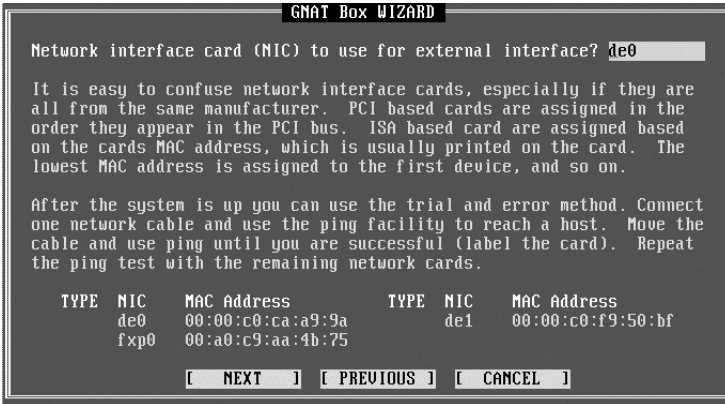 GNAT Box WIZARD
Network interface card (NIC) to use for external interface? de0
It is easy to confuse network interface cards, especially if they are
all from the same manufacturer. PCI based cards are assigned in the
order they appear in the PCI bus. ISA based card are assigned based
on the cards MAC address, which is usually printed on the card. The
lowest MAC address is assigned to the first device, and so on.
After the system is up you can use the trial and error method. Connect
one network cable and use the ping facility to reach a host. Move the
cable and use ping until you are successful (label the card). Repeat
the ping test with the remaining network cards.
TYPE NIC MAC Address TYPE NIC MAC Address
de0 00:00:c0:ca:a9:9a de1 00:00:c0:f9:50:bf
fxp0 00:a0:c9:aa:4b:75
[ NEXT ] [ PREVIOUS ] [ CANCEL ]